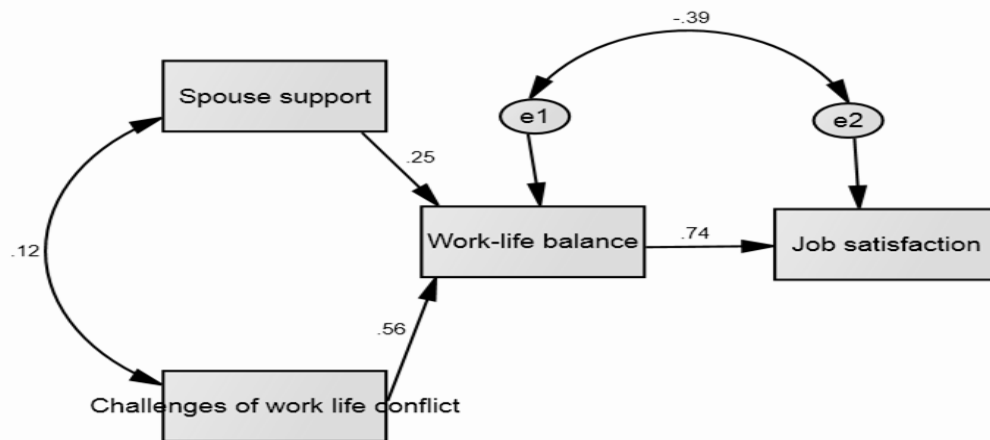 -.39
Spouse support
e1
e2
.25
Work-life balance
.74
Job satisfaction
.12
.56
Challenges of work life conflict